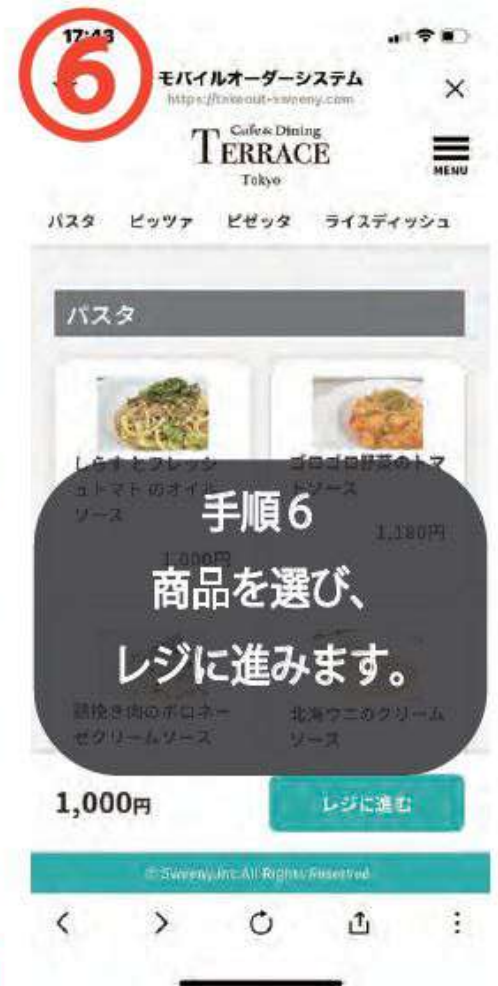 17:43
6
モバイルオーダーシステム
https://takeout-sweeny.com
Cafe & Dining
TERRACE
Tokyo
MENU
パスタ ピッツァ ピゼッタ ライスディッシュ
パスタ
しらすとフレッシ
ュトマトのオイル
ソース
1,000円
ゴロゴロ野菜のトマ
トソース
1,180円
手順6
商品を選び、
レジに進みます。
鶏挽き肉のボロネー
ゼクリームソース
北海ウニのクリーム
ソース
1,000円
レジに進む
© Sweeny,inc.All Rights Reserved